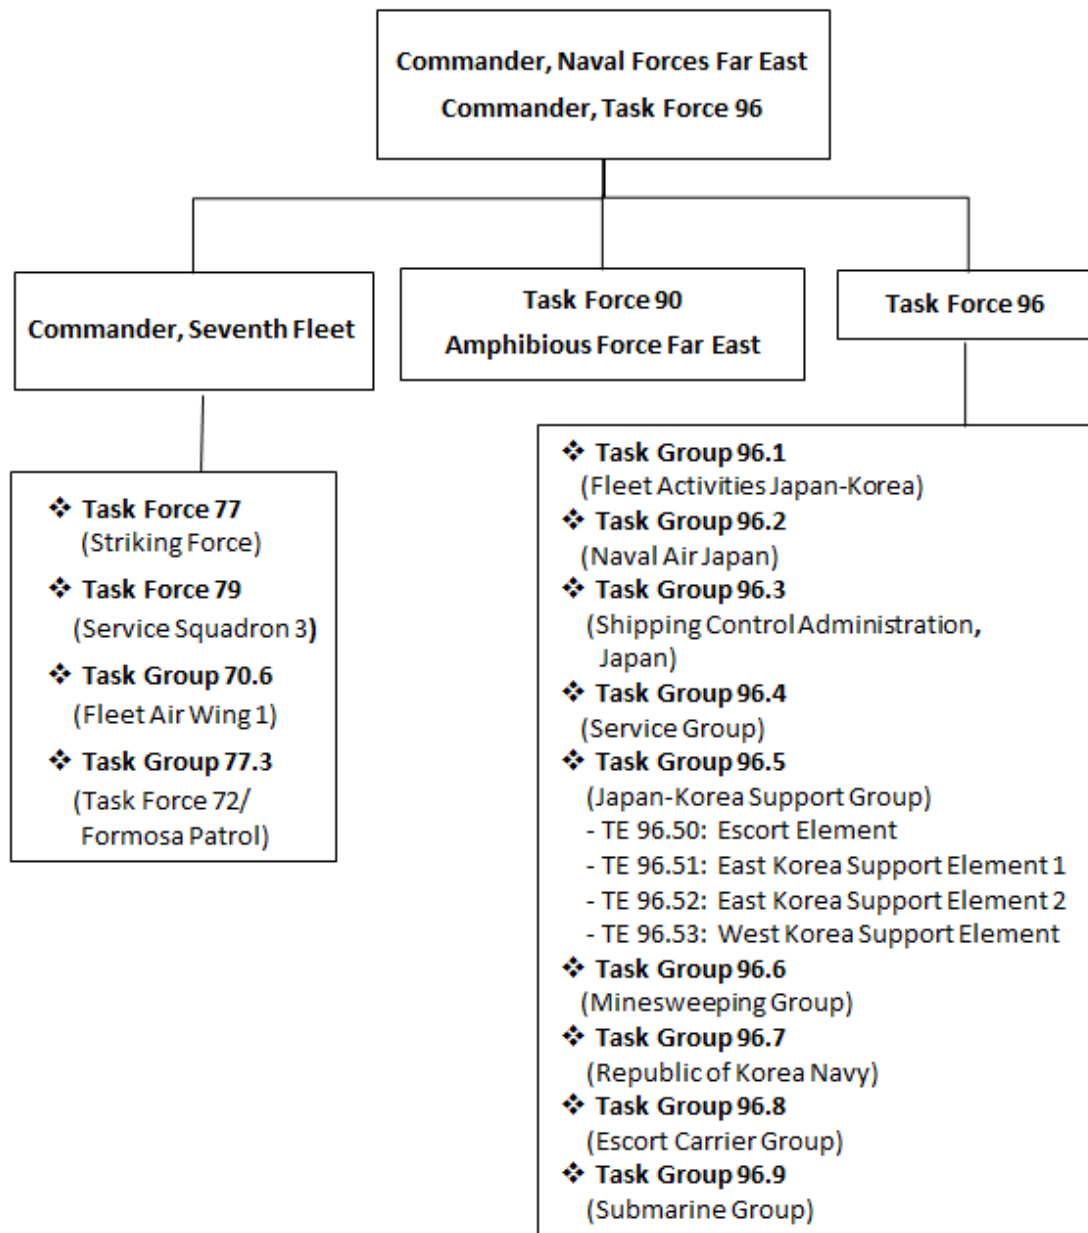 Commander, Naval Forces Far East
Commander, Task Force 96
Commander, Seventh Fleet
Task Force 90
Amphibious Force Far East
Task Force 96
❖ Task Force 77
(Striking Force)
❖ Task Force 79
(Service Squadron 3)
❖ Task Group 70.6
(Fleet Air Wing 1)
❖ Task Group 77.3
(Task Force 72/
Formosa Patrol)
❖ Task Group 96.1
(Fleet Activities Japan-Korea)
❖ Task Group 96.2
(Naval Air Japan)
❖ Task Group 96.3
(Shipping Control Administration,
Japan)
❖ Task Group 96.4
(Service Group)
❖ Task Group 96.5
(Japan-Korea Support Group)
- TE 96.50: Escort Element
- TE 96.51: East Korea Support Element 1
- TE 96.52: East Korea Support Element 2
- TE 96.53: West Korea Support Element
❖ Task Group 96.6
(Minesweeping Group)
❖ Task Group 96.7
(Republic of Korea Navy)
❖ Task Group 96.8
(Escort Carrier Group)
❖ Task Group 96.9
(Submarine Group)